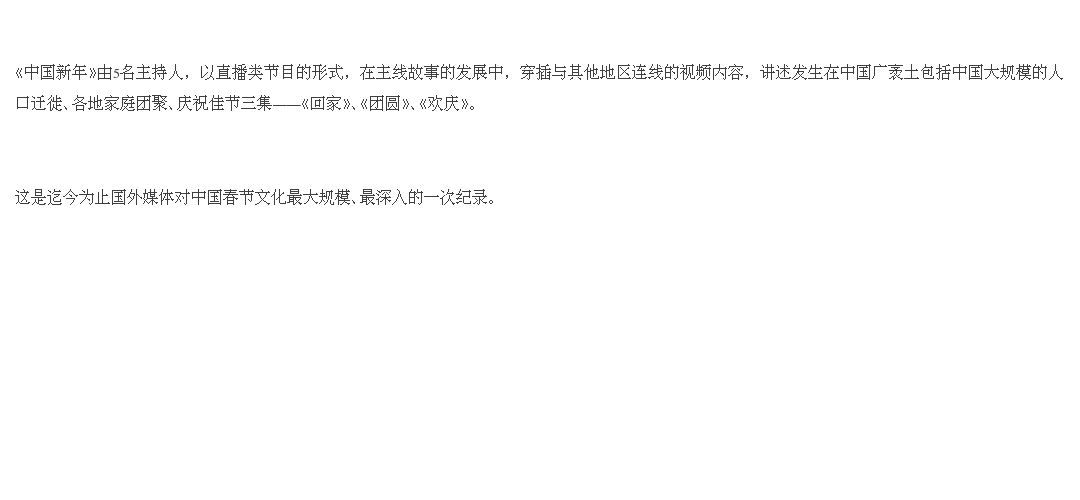 《中国新年》由5名主持人，以直播类节目的形式，在主线故事的发展中，穿插与其他地区连线的视频内容，讲述发生在中国广袤土包括中国大规模的人
口迁徙、各地家庭团聚、庆祝佳节三集——《回家》、《团圆》、《欢庆》。
这是迄今为止国外媒体对中国春节文化最大规模、最深入的一次纪录。